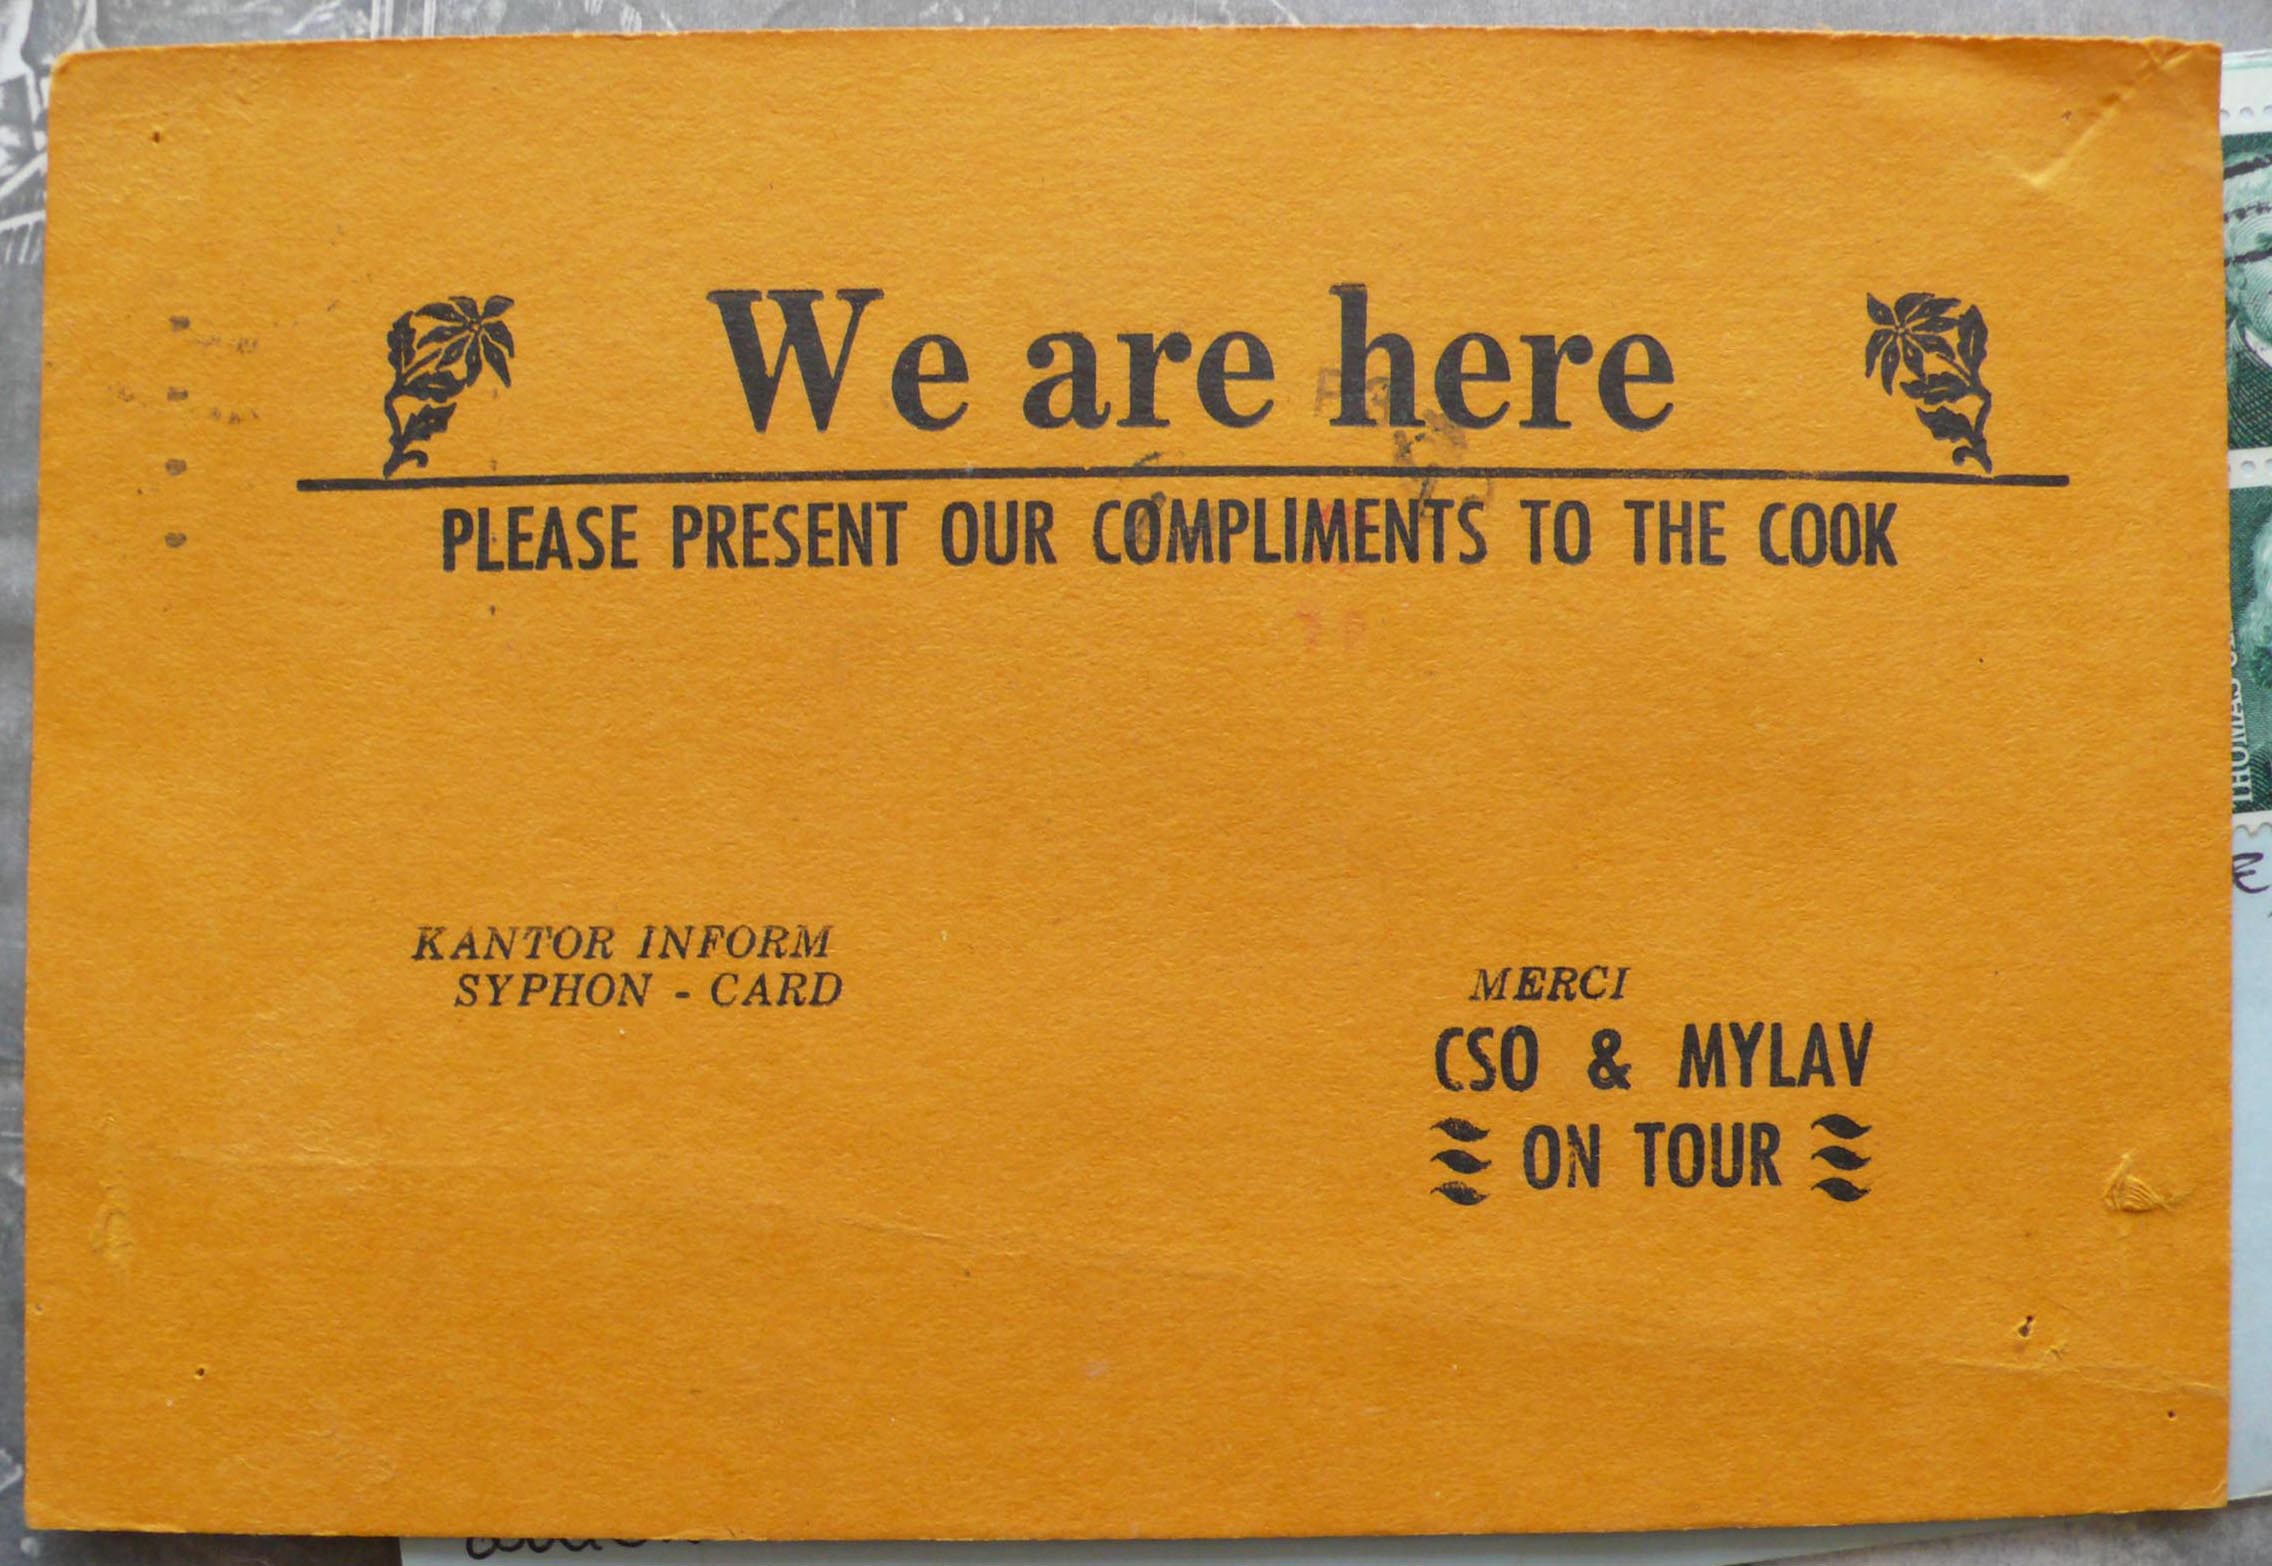 We are here
PLEASE PRESENT OUR COMPLIMENTS TO THE COOK
KANTOR INFORM
SYPHON - CARD
MERCI
CSO & MYLAV
ON TOUR
THOMAS